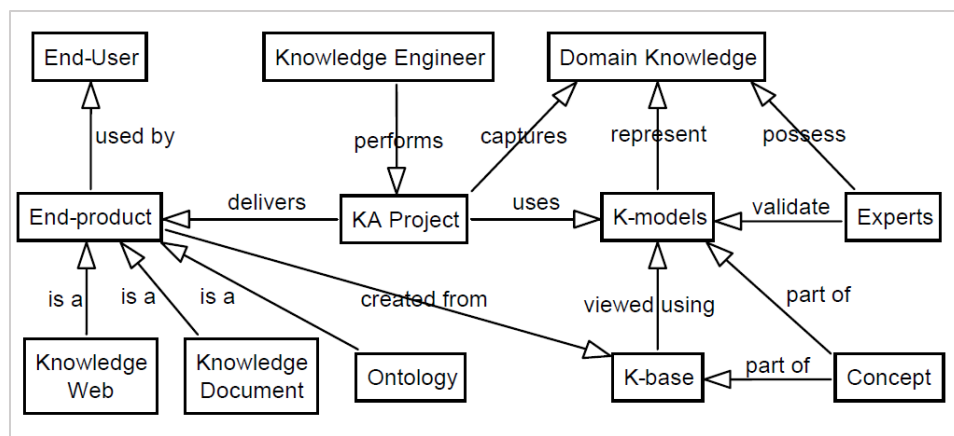 End-User
Knowledge Engineer
Domain Knowledge
used by
performs
captures
represent
possess
End-product
delivers
KA Project
uses
K-models
validate
Experts
is a
is a
is a
created from
viewed using
part of
Knowledge
Web
Knowledge
Document
Ontology
K-base
part of
Concept